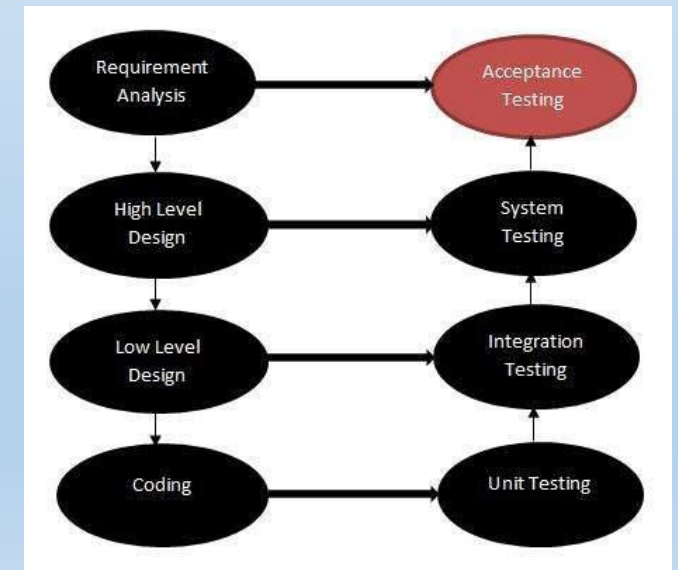 Requirement
Analysis
Acceptance
Testing
High Level
Design
System
Testing
Low Level
Design
Integration
Testing
Coding
Unit Testing